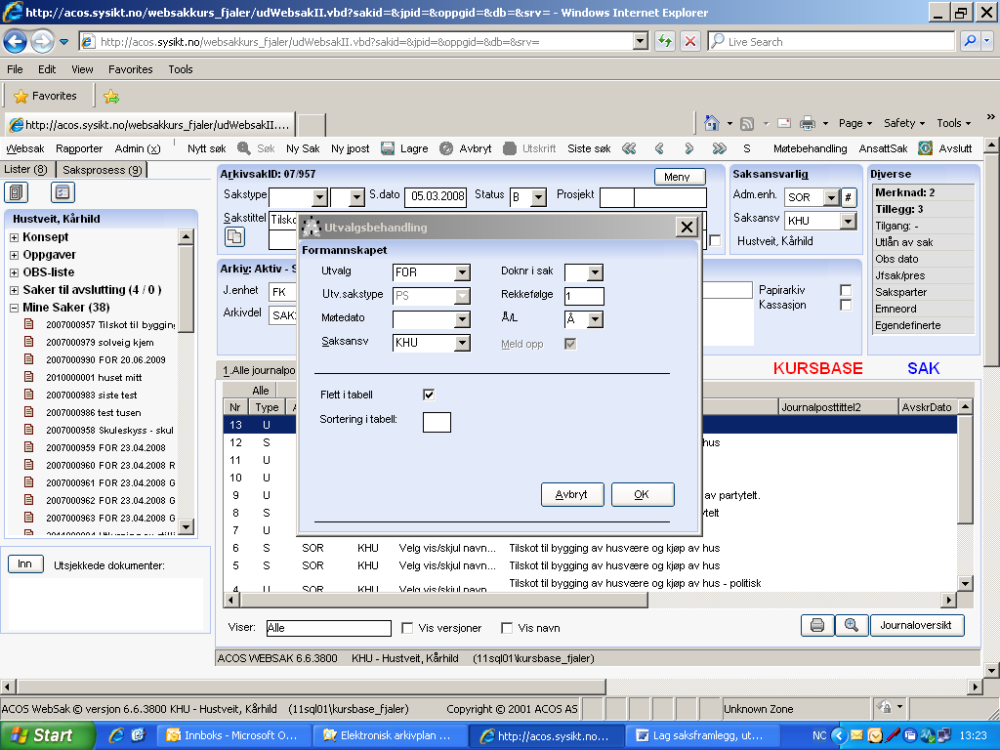 http://acos.sysikt.no/websakkurs_fjaler/udWebsakII.vbd?sakid=&jpid=&oppgid=&db=&srv= - Windows Internet Explorer
http://acos.sysikt.no/websakkurs_fjaler/udWebsakII.vbd?sakid=&jpid=&oppgid=&db=&srv=
Live Search
File Edit View Favorites Tools
Favorites
http://acos.sysikt.no/websakkurs_fjaler/udWebsakII....
Page Safety Tools »
Websak Rapporter Admin (x) Nytt søk Søk Ny Sak Ny jpost Lagre Avbryt Utskrift Siste søk S Møtebehandling AnsattSak Avslutt
Lister (8) Saksprosess (9)
Hustveit, Kårhild
Konsept
Oppgaver
OBS-liste
Saker til avslutting (4 / 0 )
Mine Saker (38)
2007000957 Tilskot til bygging
2007000979 solveig kjem
2007000990 FOR 20.06.2009
2010000001 huset mitt
2007000983 siste test
2007000986 test tusen
2007000958 Skuleskyss - skul
2007000959 FOR 23.04.2008
2007000960 FOR 23.04.2008 R
2007000961 FOR 23.04.2008 G
2007000962 FOR 23.04.2008 G
2007000963 FOR 23.04.2008 G
Inn Utsjekkede dokumenter:
ArkivsakID: 07/957
Meny
Sakstype S.dato 05.03.2008 Status B Prosjekt
Sakstittel Tilsko
Arkiv: Aktiv - S
J.enhet FK
Arkivdel SAK
Papirarkiv
Kassasjon
Saksansvarlig
Adm.enh. SOR #
Saksansv KHU
Hustveit, Kårhild
Diverse
Merknad: 2
Tillegg: 3
Tilgang: -
Utlån av sak
Obs dato
Jfsak/pres
Saksparter
Emneord
Egendefinerte
KURSBASE SAK
Utvalgsbehandling
Formannskapet
Utvalg FOR Doknr i sak
Utv.sakstype PS Rekkefølge 1
Møtedato Å/L Å
Saksansv KHU Meld opp
Flett i tabell
Sortering i tabell:
Avbryt OK
1.Alle journalpo
Alle
Nr Type Journalposttittel2 AvskrDato
13 U
12 S hus
11 U
10 U
9 U av partytelt.
8 S ytelt
7 U
6 S SOR KHU Velg vis/skjul navn... Tilskot til bygging av husvære og kjøp av hus
5 S SOR KHU Velg vis/skjul navn... Tilskot til bygging av husvære og kjøp av hus
4 U SOR KHU Velg vis/skjul navn... Tilskot til bygging av husvære og kjøp av hus - politisk
Viser: Alle Vis versjoner Vis navn Journaloversikt
ACOS WEBSAK 6.6.3800 KHU - Hustveit, Kårhild (11sql01\kursbase_fjaler)
ACOS WebSak © versjon 6.6.3800 KHU - Hustveit, Kårhild (11sql01\kursbase_fjaler) Copyright © 2001 ACOS AS Unknown Zone
Start Innboks - Microsoft O... Elektronisk arkivplan ... http://acos.sysikt.no... Lag saksframlegg, ut... NC 13:23